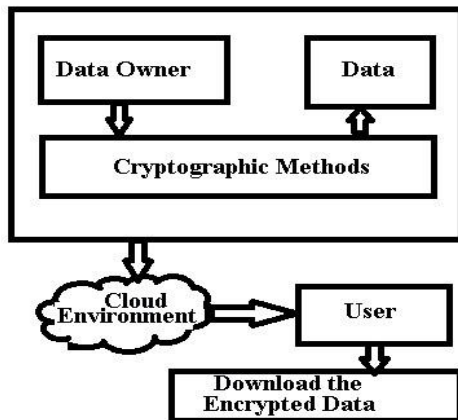 Data Owner
Data
Cryptographic Methods
Cloud
Environment
User
Download the
Encrypted Data